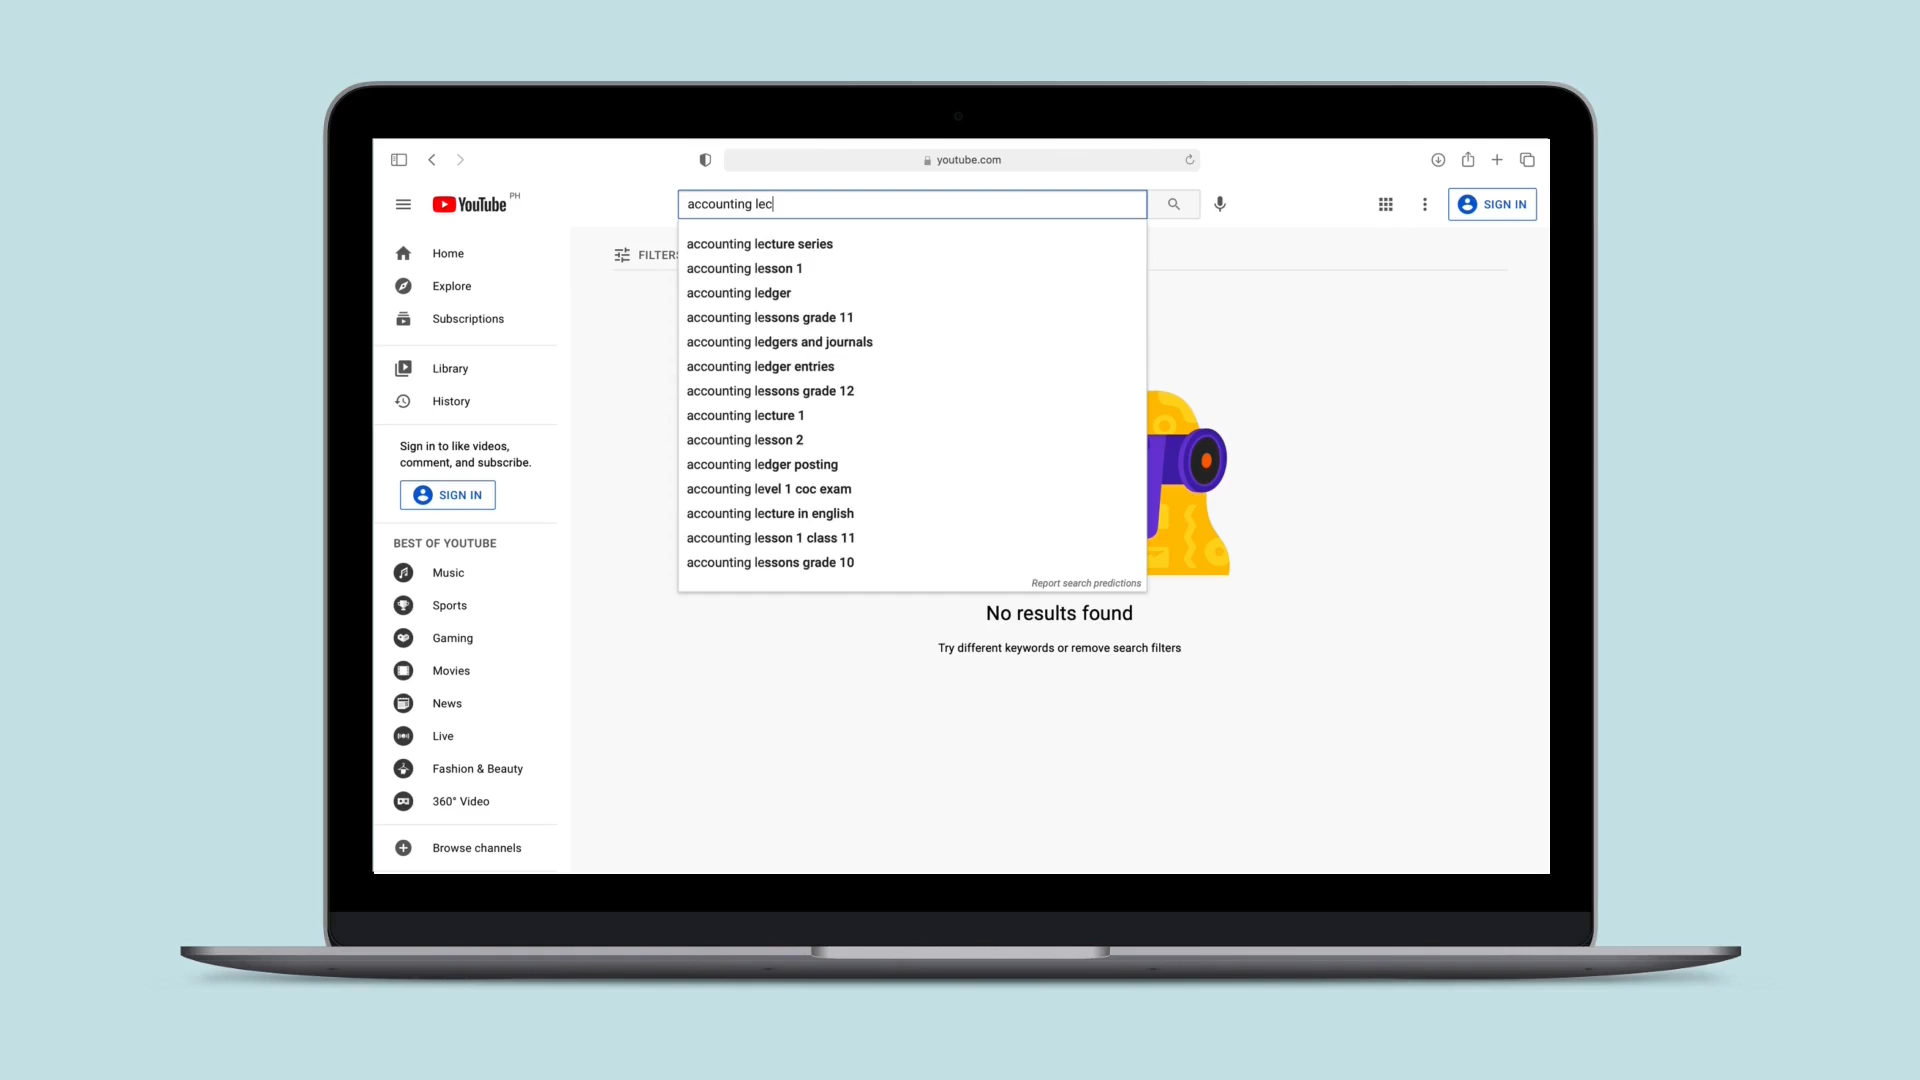 youtube.com
YouTube PH
accounting lec
SIGN IN
Home
Explore
Subscriptions
Library
History
Sign in to like videos,
comment, and subscribe.
SIGN IN
BEST OF YOUTUBE
Music
Sports
Gaming
Movies
News
Live
Fashion & Beauty
360° Video
Browse channels
FILTERS
accounting lecture series
accounting lesson 1
accounting ledger
accounting lessons grade 11
accounting ledgers and journals
accounting ledger entries
accounting lessons grade 12
accounting lecture 1
accounting lesson 2
accounting ledger posting
accounting level 1 coc exam
accounting lecture in english
accounting lesson 1 class 11
accounting lessons grade 10
Report search predictions
No results found
Try different keywords or remove search filters